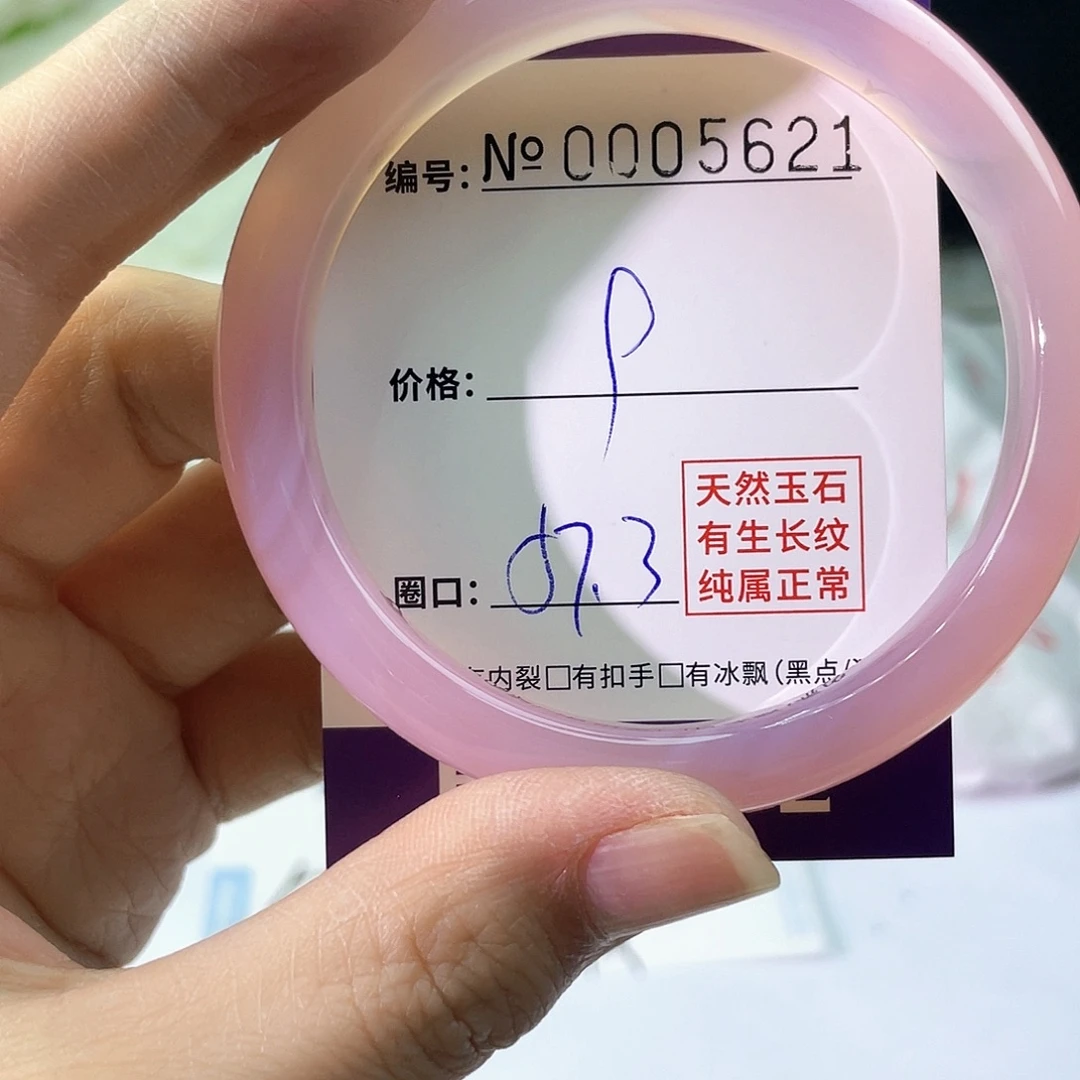 编号: № 0005621
价格: P
圈口: 57.3
天然玉石
有生长纹
纯属正常
内裂□有扣手□有冰飘(黑点/